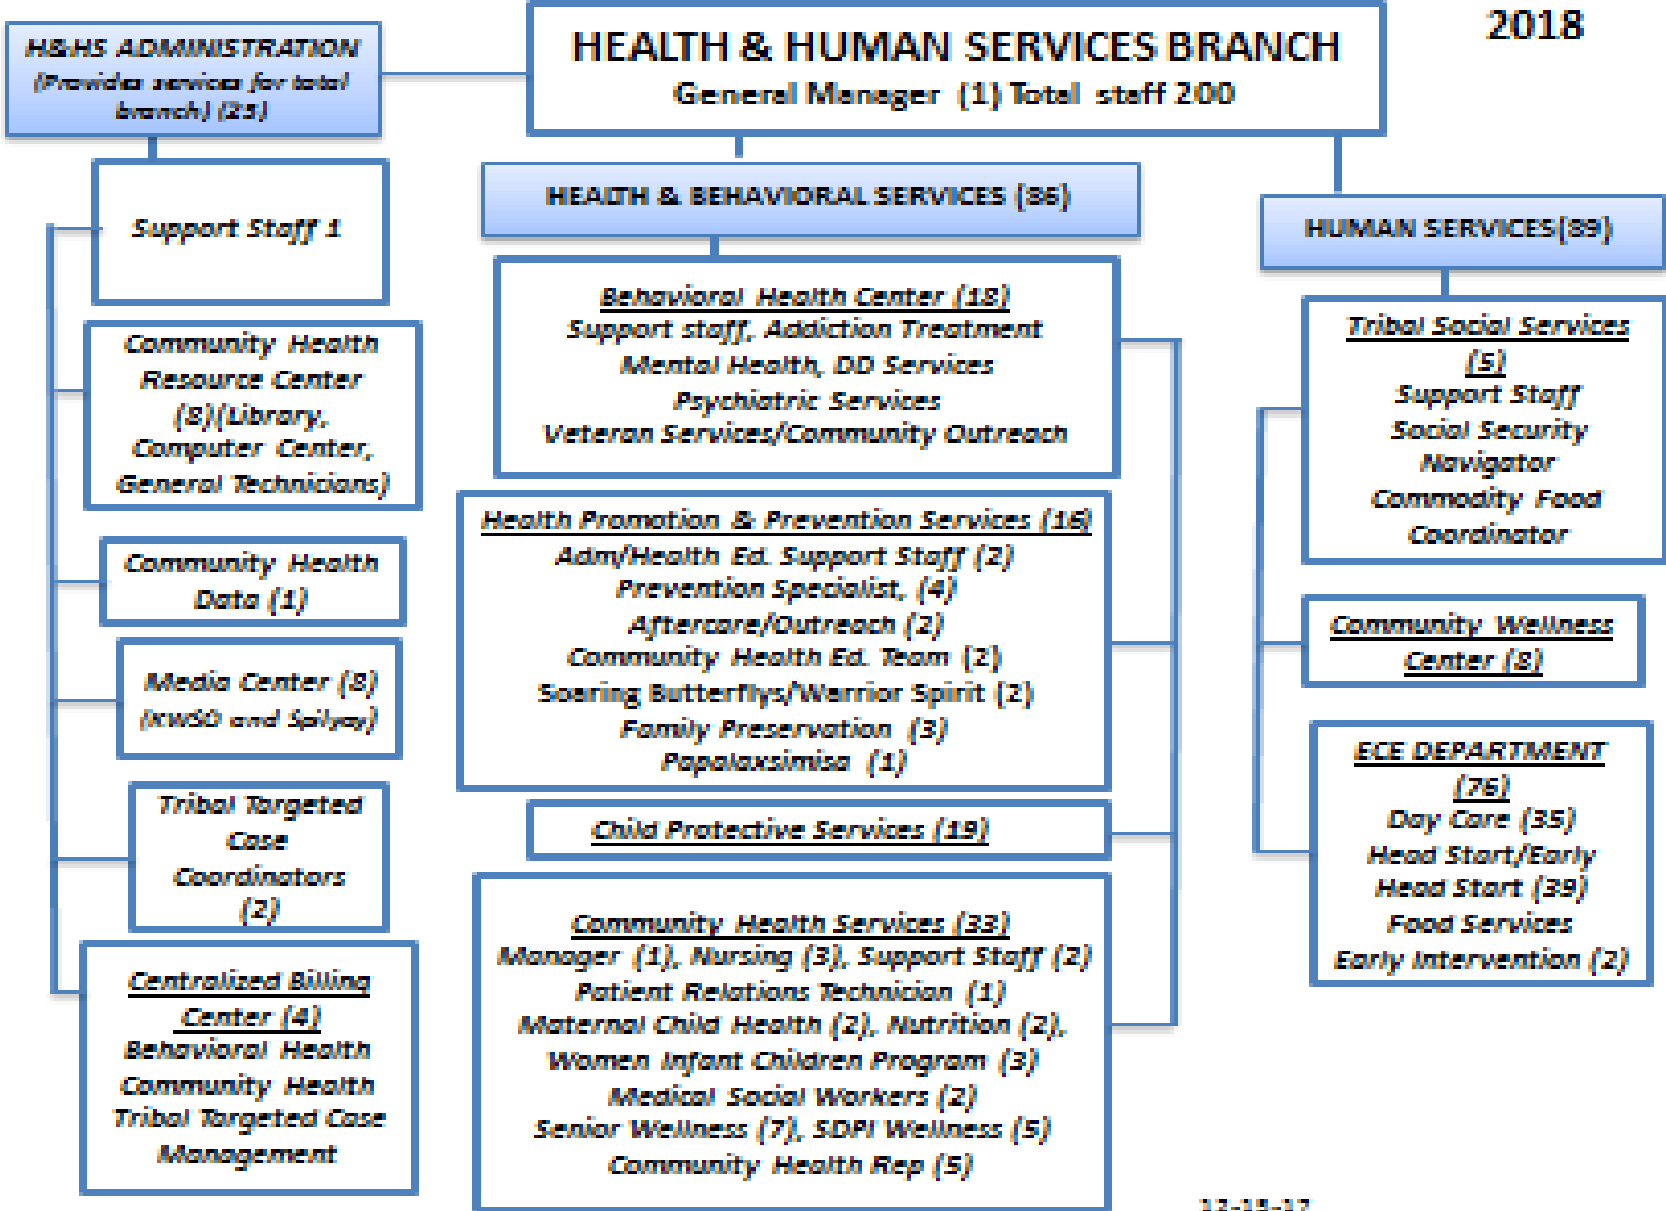 2018
HEALTH & HUMAN SERVICES BRANCH
General Manager (1) Total staff 200
H&HS ADMINISTRATION
(Provides services for total
branch) (25)
Support Staff 1
Community Health
Resource Center
(8)(Library,
Computer Center,
General Technicians)
Community Health
Data (1)
Media Center (8)
(KWSO and Spilyay)
Tribal Targeted
Case
Coordinators
(2)
Centralized Billing
Center (4)
Behavioral Health
Community Health
Tribal Targeted Case
Management
HEALTH & BEHAVIORAL SERVICES (86)
Behavioral Health Center (18)
Support staff, Addiction Treatment
Mental Health, DD Services
Psychiatric Services
Veteran Services/Community Outreach
Health Promotion & Prevention Services (16)
Adm/Health Ed. Support Staff (2)
Prevention Specialist, (4)
Aftercare/Outreach (2)
Community Health Ed. Team (2)
Soaring Butterflys/Warrior Spirit (2)
Family Preservation (3)
Papalaxsimisa (1)
Child Protective Services (19)
Community Health Services (33)
Manager (1), Nursing (3), Support Staff (2)
Patient Relations Technician (1)
Maternal Child Health (2), Nutrition (2),
Women Infant Children Program (3)
Medical Social Workers (2)
Senior Wellness (7), SDPI Wellness (5)
Community Health Rep (5)
HUMAN SERVICES(89)
Tribal Social Services
(5)
Support Staff
Social Security
Navigator
Commodity Food
Coordinator
Community Wellness
Center (8)
ECE DEPARTMENT
(76)
Day Care (35)
Head Start/Early
Head Start (39)
Food Services
Early Intervention (2)
12-15-17